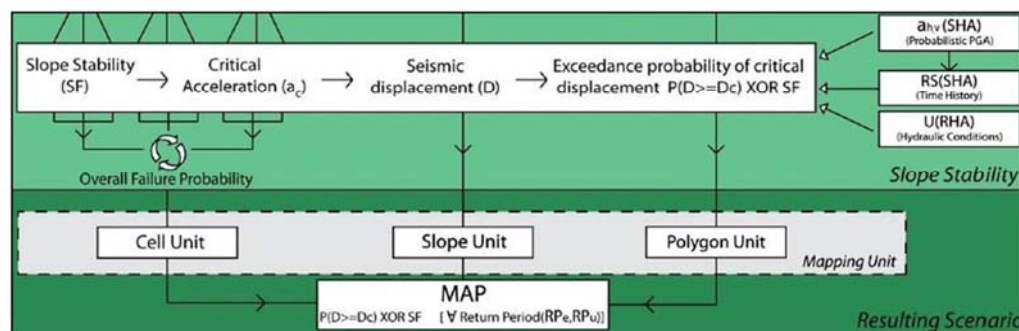 Slope Stability
(SF)
Critical
Acceleration (ac)
Seismic
displacement (D)
Exceedance probability of critical
displacement P(D>=Dc) XOR SF
ah,v (SHA)
(Probabilistic PGA)
RS(SHA)
(Time History)
U(RHA)
(Hydraulic Conditions)
Overall Failure Probability
Slope Stability
Cell Unit
Slope Unit
Polygon Unit
Mapping Unit
MAP
P(D>=Dc) XOR SF [ ∀ Return Period(RPe,RPu)]
Resulting Scenario